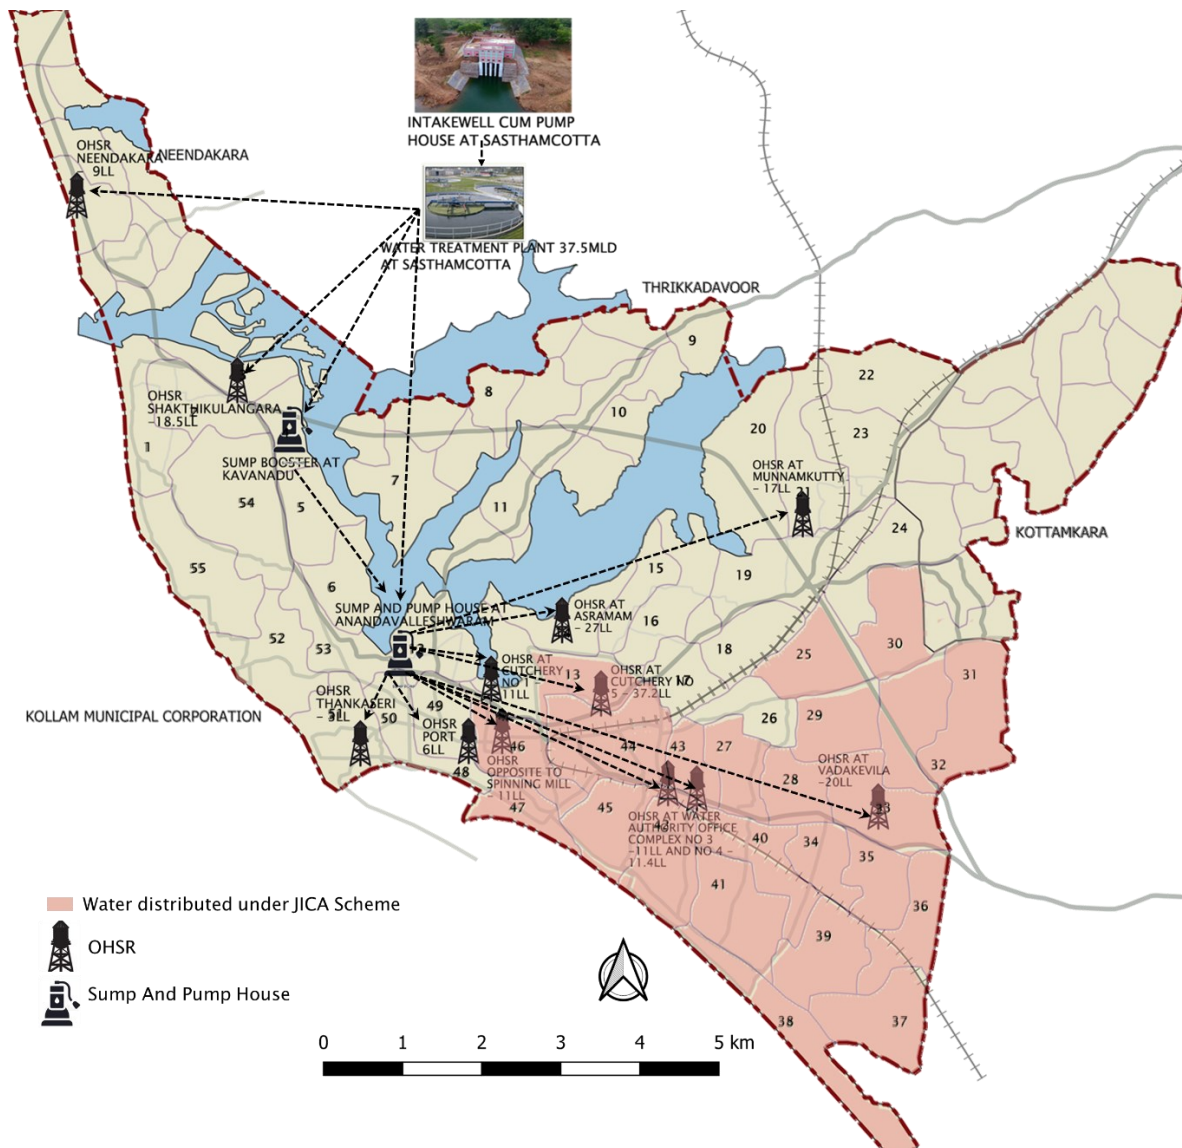 INTAKEWELL CUM PUMP
HOUSE AT SASTHAMCOTTA
OHSR
NEENDAKARA
- 9LL
NEENDAKARA
WATER TREATMENT PLANT 37.5MLD
AT SASTHAMCOTTA
THRIKKADAVOOR
9
8
22
OHSR
SHAKTHIKULANGARA
-18.5LL
10
20
23
1
SUMP BOOSTER AT
KAVANADU
OHSR AT
MUNNAMKUTTY
- 17LL
21
7
54
5
11
24
KOTTAMKARA
55
15
19
6
SUMP AND PUMP HOUSE AT
ANANDAVALLESHWARAM
OHSR AT
ASRAMAM
- 27LL
16
52
53
18
25
30
31
OHSR AT
CUTCHERY
NO 1
11LL
13
OHSR AT
CUTCHERY
5 - 37.2LL
17
KOLLAM MUNICIPAL CORPORATION
OHSR
THANKASERI
51
50
49
OHSR
PORT
6LL
26
29
46
44
43
27
48
OHSR
OPPOSITE TO
SPINNING MILL
- 11LL
28
OHSR AT
VADAKEVILA
-20LL
32
33
47
45
42
OHSR AT WATER
AUTHORITY OFFICE
COMPLEX NO 3
-11LL AND NO 4 -
11.4LL
40
34
35
41
36
39
38
37
Water distributed under JICA Scheme
OHSR
Sump And Pump House
0 1 2 3 4 5 km